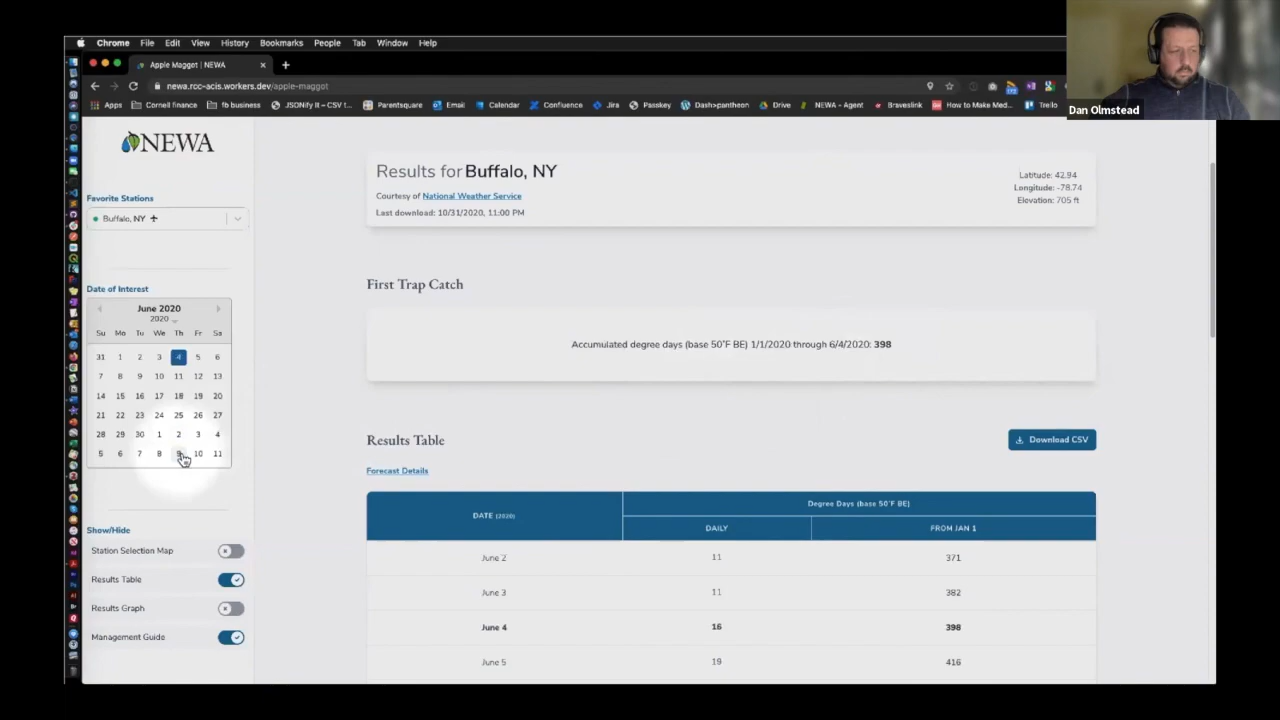 Chrome File Edit View History Bookmarks People Tab Window Help
Apple Maggot | NEWA
newa.rcc-acis.workers.dev/apple-maggot
Apps Cornell finance fb business JSONify It – CSV t... Parentsquare Email Calendar Confluence Jira Passkey Dash>pantheon Drive NEWA – Agent Braveslink How to Make Med... Trello
Dan Olmstead
NEWA
Favorite Stations
Buffalo, NY
Date of Interest
June 2020
2020
Su Mo Tu We Th Fr Sa
31 1 2 3 4 5 6
7 8 9 10 11 12 13
14 15 16 17 18 19 20
21 22 23 24 25 26 27
28 29 30 1 2 3 4
5 6 7 8 9 10 11
Show/Hide
Station Selection Map
Results Table
Results Graph
Management Guide
Results for Buffalo, NY
Courtesy of National Weather Service
Last download: 10/31/2020, 11:00 PM
Latitude: 42.94
Longitude: -78.74
Elevation: 705 ft
First Trap Catch
Accumulated degree days (base 50°F BE) 1/1/2020 through 6/4/2020: 398
Results Table
Download CSV
Forecast Details
DATE (2020) Degree Days (base 50°F BE)
DAILY FROM JAN 1
June 2 11 371
June 3 11 382
June 4 16 398
June 5 19 416